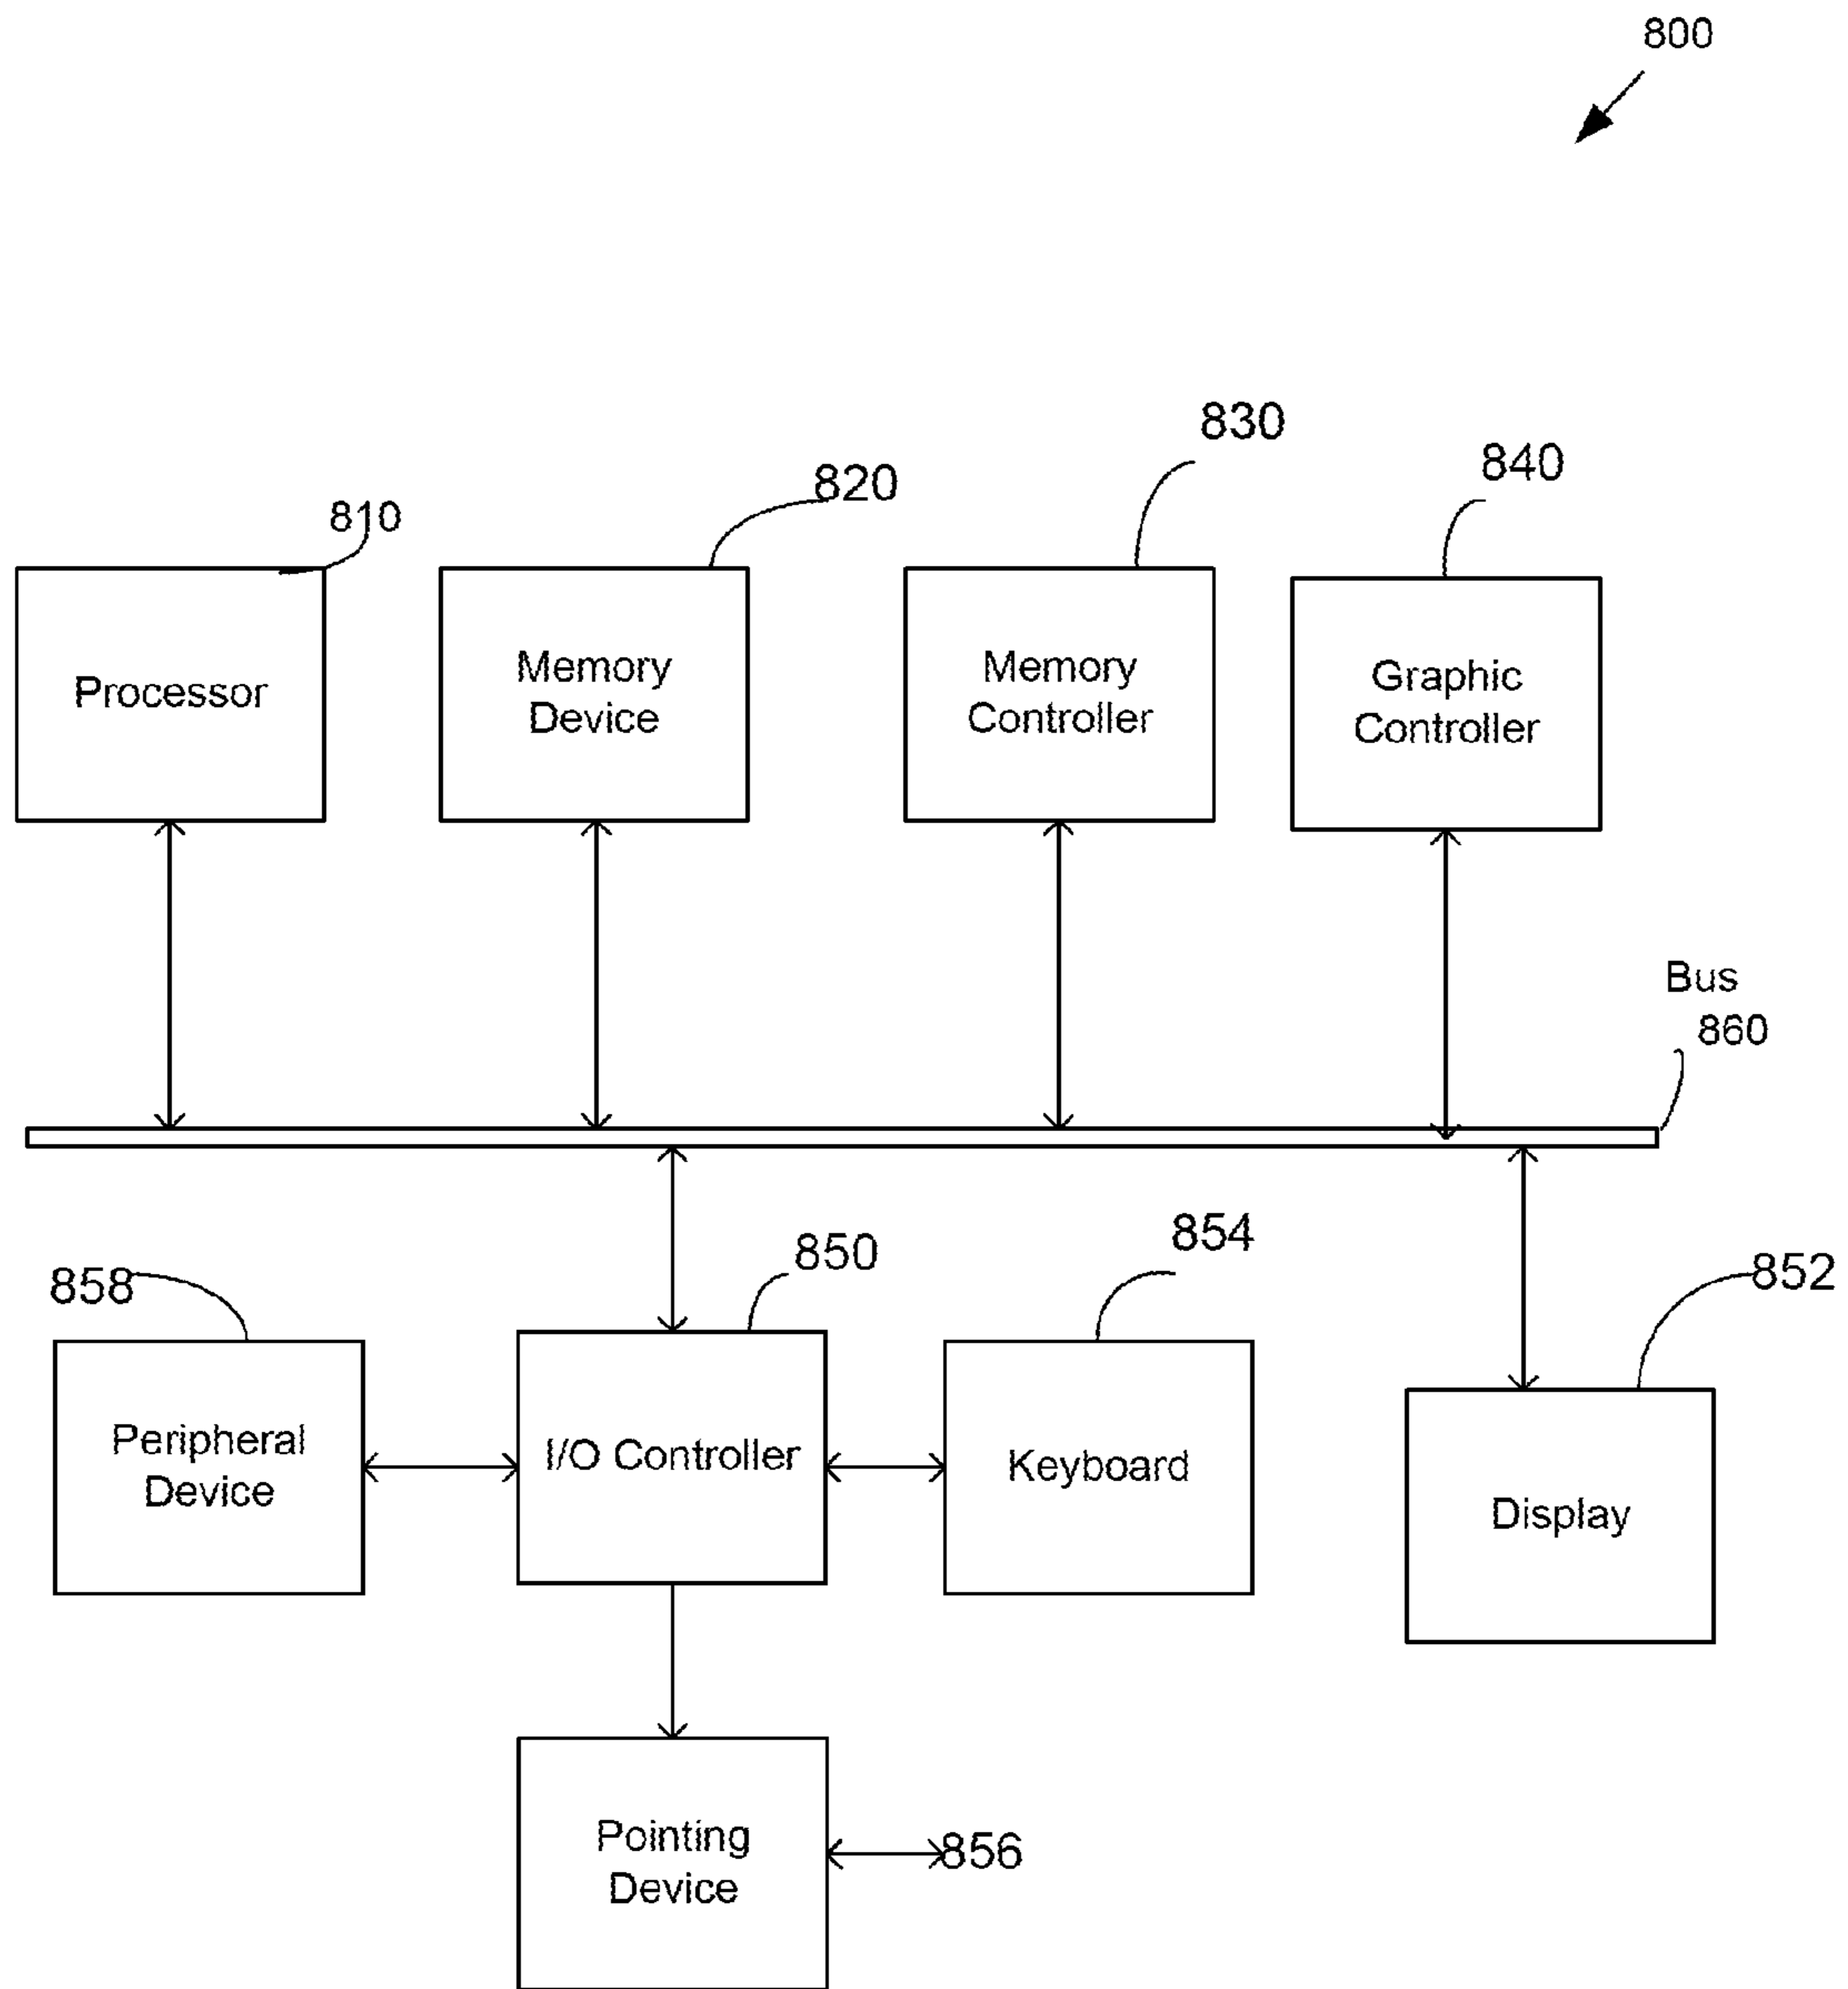 800
830
840
820
810
Processor
Memory
Device
Memory
Controller
Graphic
Controller
Bus
860
854
850
852
858
Peripheral
Device
I/O Controller
Keyboard
Display
Pointing
Device
856